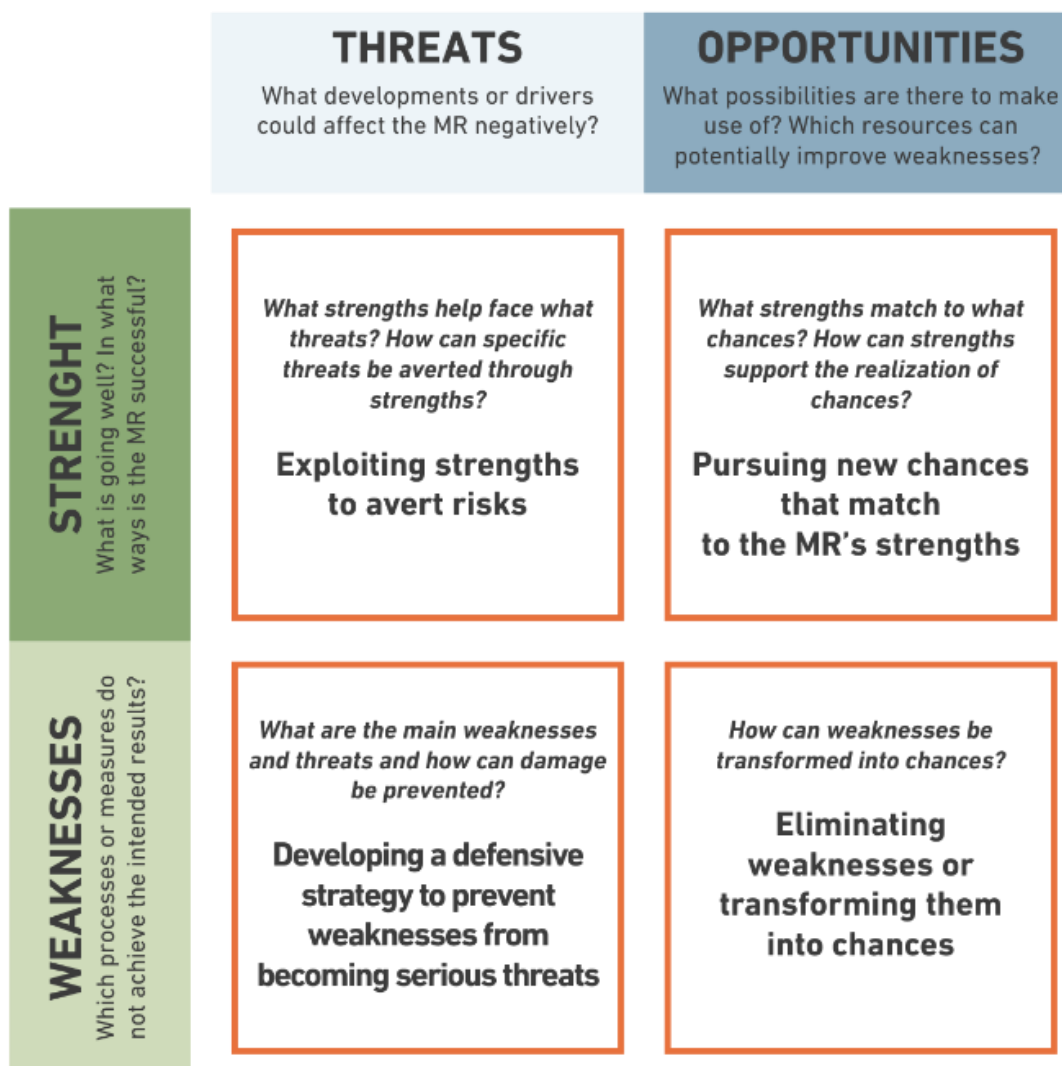 THREATS
What developments or drivers
could affect the MR negatively?
OPPORTUNITIES
What possibilities are there to make
use of? Which resources can
potentially improve weaknesses?
STRENGHT
What is going well? In what
ways is the MR successful?
What strengths help face what
threats? How can specific
threats be averted through
strengths?
Exploiting strengths
to avert risks
What strengths match to what
chances? How can strengths
support the realization of
chances?
Pursuing new chances
that match
to the MR's strengths
WEAKNESSES
Which processes or measures do
not achieve the intended results?
What are the main weaknesses
and threats and how can damage
be prevented?
Developing a defensive
strategy to prevent
weaknesses from
becoming serious threats
How can weaknesses be
transformed into chances?
Eliminating
weaknesses or
transforming them
into chances